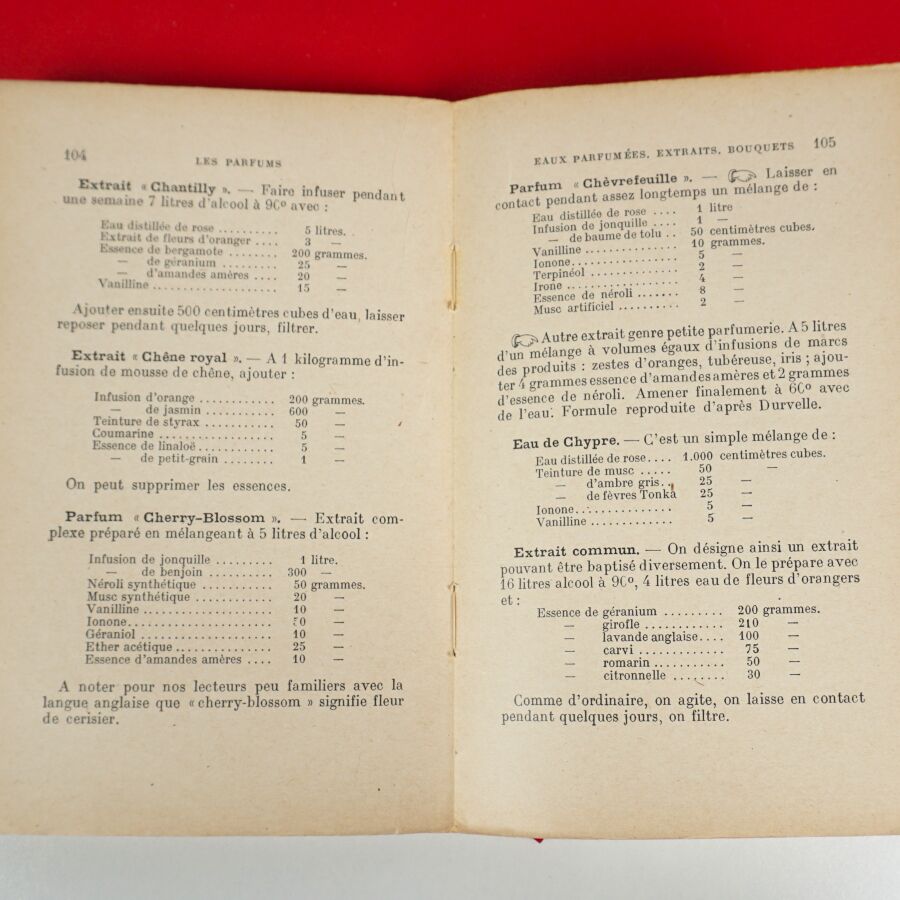 104
LES PARFUMS
Extrait « Chantilly ». — Faire infuser pendant
une semaine 7 litres d'alcool à 90º avec :
Eau distillée de rose ........ 5 litres.
Extrait de fleurs d'oranger .... 3 —
Essence de bergamote ........ 200 grammes.
— de géranium ......... 25 —
— d'amandes amères .... 20 —
Vanilline .................. 15 —
Ajouter ensuite 500 centimètres cubes d'eau, laisser
reposer pendant quelques jours, filtrer.
Extrait « Chêne royal ». — A 1 kilogramme d'in-
fusion de mousse de chêne, ajouter :
Infusion d'orange ........... 200 grammes.
— de jasmin .......... 600 —
Teinture de styrax .......... 50 —
Coumarine ................. 5 —
Essence de linaloë ........... 5 —
— de petit-grain ........ 1 —
On peut supprimer les essences.
Parfum « Cherry-Blossom ». — Extrait com-
plexe préparé en mélangeant à 5 litres d'alcool :
Infusion de jonquille ......... 1 litre.
— de benjoin ......... 300 —
Néroli synthétique .......... 50 grammes.
Musc synthétique ........... 20 —
Vanilline ................... 10 —
Ionone..................... 50 —
Géraniol ................... 10 —
Ether acétique .............. 25 —
Essence d'amandes amères .... 10 —
A noter pour nos lecteurs peu familiers avec la
langue anglaise que « cherry-blossom » signifie fleur
de cerisier.
EAUX PARFUMÉES, EXTRAITS, BOUQUETS 105
Parfum « Chèvrefeuille ». — Laisser en
contact pendant assez longtemps un mélange de :
Eau distillée de rose .... 1 litre
Infusion de jonquille .... 1 —
— de baume de tolu .. 50 centimètres cubes.
Vanilline ............... 10 grammes.
Ionone................. 5 —
Terpinéol .............. 2 —
Irone .................. 4 —
Essence de néroli ....... 8 —
Musc artificiel .......... 2 —
Autre extrait genre petite parfumerie. A 5 litres
d'un mélange à volumes égaux d'infusions de marcs
des produits : zestes d'oranges, tubéreuse, iris ; ajou-
ter 4 grammes essence d'amandes amères et 2 grammes
d'essence de néroli. Amener finalement à 60º avec
de l'eau. Formule reproduite d'après Durvelle.
Eau de Chypre. — C'est un simple mélange de :
Eau distillée de rose.... 1.000 centimètres cubes.
Teinture de musc ..... 50 —
— d'ambre gris.. 25 —
— de fèvres Tonka 25 —
Ionone.............. 5 —
Vanilline ............ 5 —
Extrait commun. — On désigne ainsi un extrait
pouvant être baptisé diversement. On le prépare avec
16 litres alcool à 90º, 4 litres eau de fleurs d'orangers
et :
Essence de géranium ......... 200 grammes.
— girofle ............ 210 —
— lavande anglaise.... 100 —
— carvi ............. 75 —
— romarin ........... 50 —
— citronnelle ........ 30 —
Comme d'ordinaire, on agite, on laisse en contact
pendant quelques jours, on filtre.